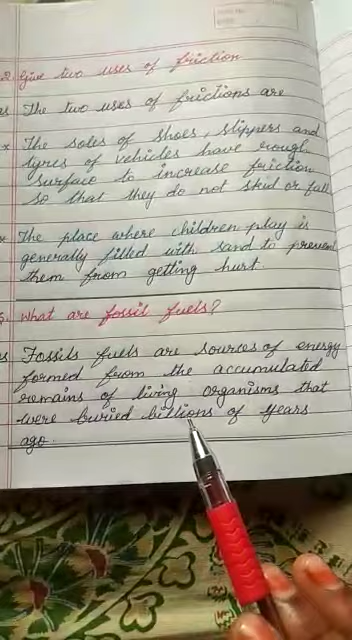 2. Give two uses of friction
The two uses of frictions are
x The soles of shoes, slippers and
tyres of vehicles have rough
surface to increase friction
so that they do not skid or fall
The place where children play is
generally filled with sand to prevent
them from getting hurt.
What are fossil fuels?
Fossils fuels are sources of energy
formed from the accumulated
remains of living organisms that
were buried billions of years
ago.